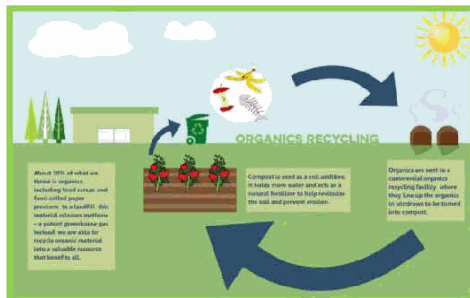 ORGANICS RECYCLING
About 30% of what we
throw is organics,
including food scraps and
food-soiled paper
products. In a landfill, this
material releases methane
– a potent greenhouse gas.
Instead, we are able to
recycle organic material
into a valuable resource
that benefits all.
Compost is used as a soil additive.
It holds more water and acts as a
natural fertilizer to help revitalize
the soil and prevent erosion.
Organics are sent to a
commercial organics
recycling facility where
they line up the organics
in windrows to be turned
into compost.